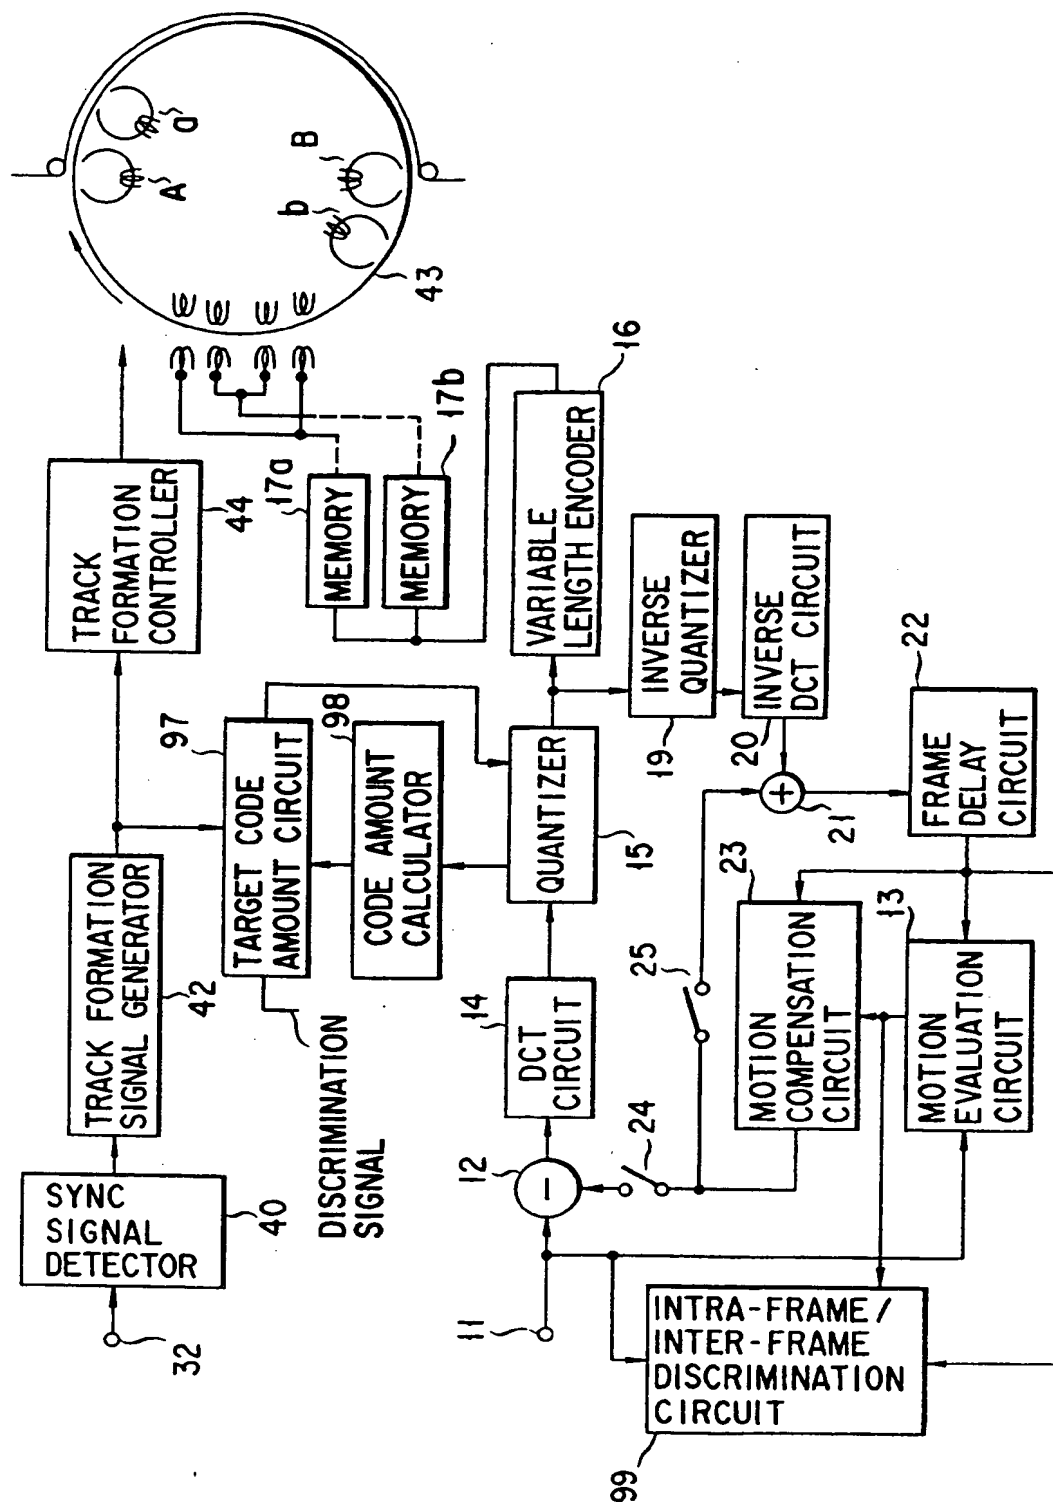 32
SYNC
SIGNAL
DETECTOR
40
TRACK FORMATION
SIGNAL GENERATOR
42
TRACK
FORMATION
CONTROLLER
44
A
a
B
b
43
DISCRIMINATION
SIGNAL
TARGET CODE
AMOUNT CIRCUIT
97
CODE AMOUNT
CALCULATOR
98
MEMORY
17a
MEMORY
17b
11
12
DCT
CIRCUIT
14
QUANTIZER
15
VARIABLE
LENGTH ENCODER
16
24
25
INVERSE
QUANTIZER
19
INVERSE
DCT CIRCUIT
20
+
21
FRAME
DELAY
CIRCUIT
22
MOTION
COMPENSATION
CIRCUIT
23
MOTION
EVALUATION
CIRCUIT
13
INTRA-FRAME/
INTER-FRAME
DISCRIMINATION
CIRCUIT
99